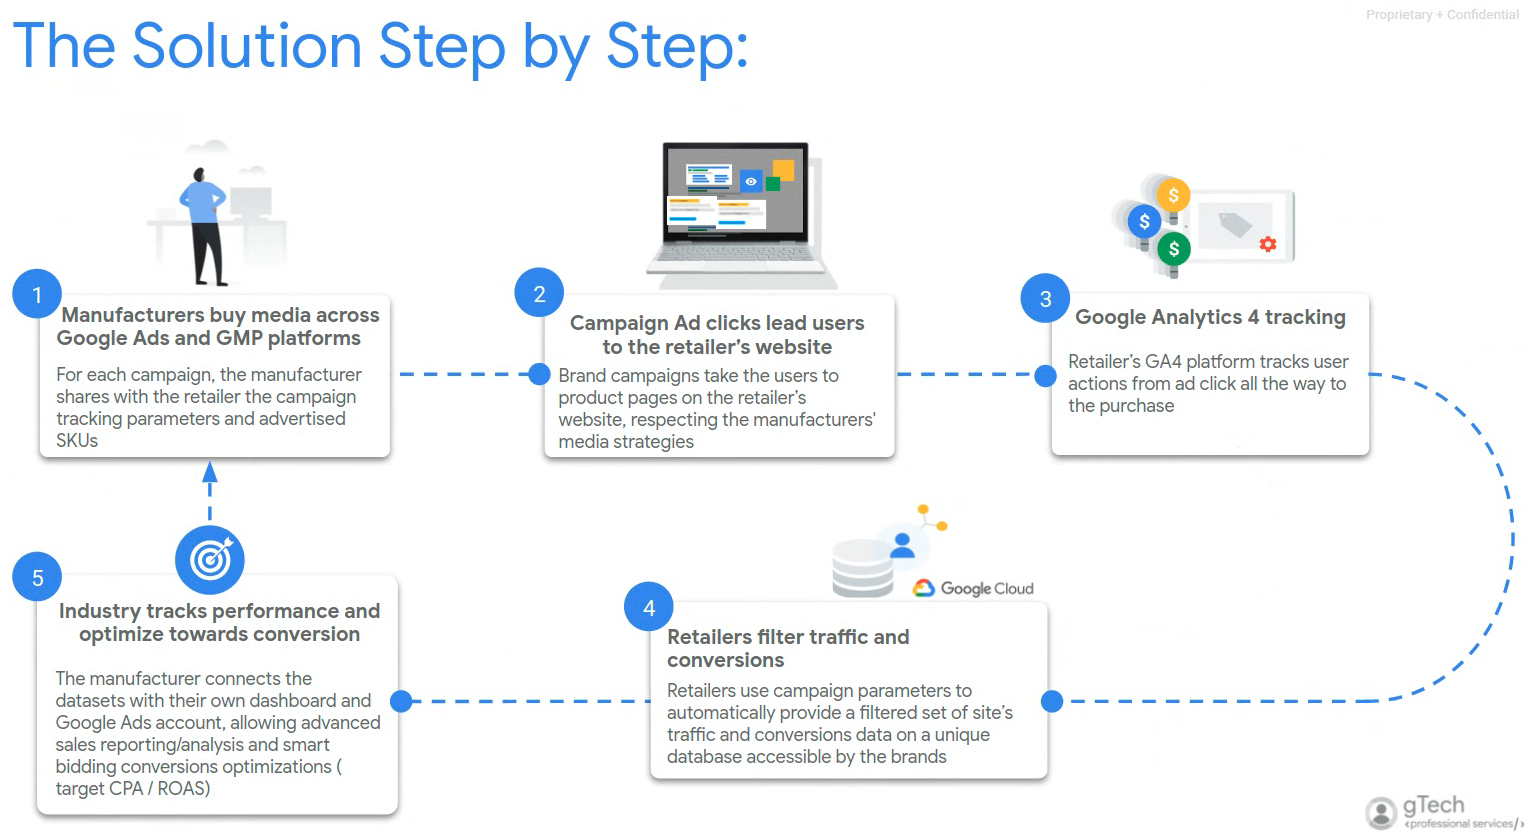 Proprietary + Confidential
The Solution Step by Step:
1
Manufacturers buy media across
Google Ads and GMP platforms
For each campaign, the manufacturer
shares with the retailer the campaign
tracking parameters and advertised
SKUs
2
Campaign Ad clicks lead users
to the retailer’s website
Brand campaigns take the users to
product pages on the retailer’s
website, respecting the manufacturers'
media strategies
$
$
$
3
Google Analytics 4 tracking
Retailer’s GA4 platform tracks user
actions from ad click all the way to
the purchase
Google Cloud
4
Retailers filter traffic and
conversions
Retailers use campaign parameters to
automatically provide a filtered set of site’s
traffic and conversions data on a unique
database accessible by the brands
5
Industry tracks performance and
optimize towards conversion
The manufacturer connects the
datasets with their own dashboard and
Google Ads account, allowing advanced
sales reporting/analysis and smart
bidding conversions optimizations (
target CPA / ROAS)
gTech
<professional services/>